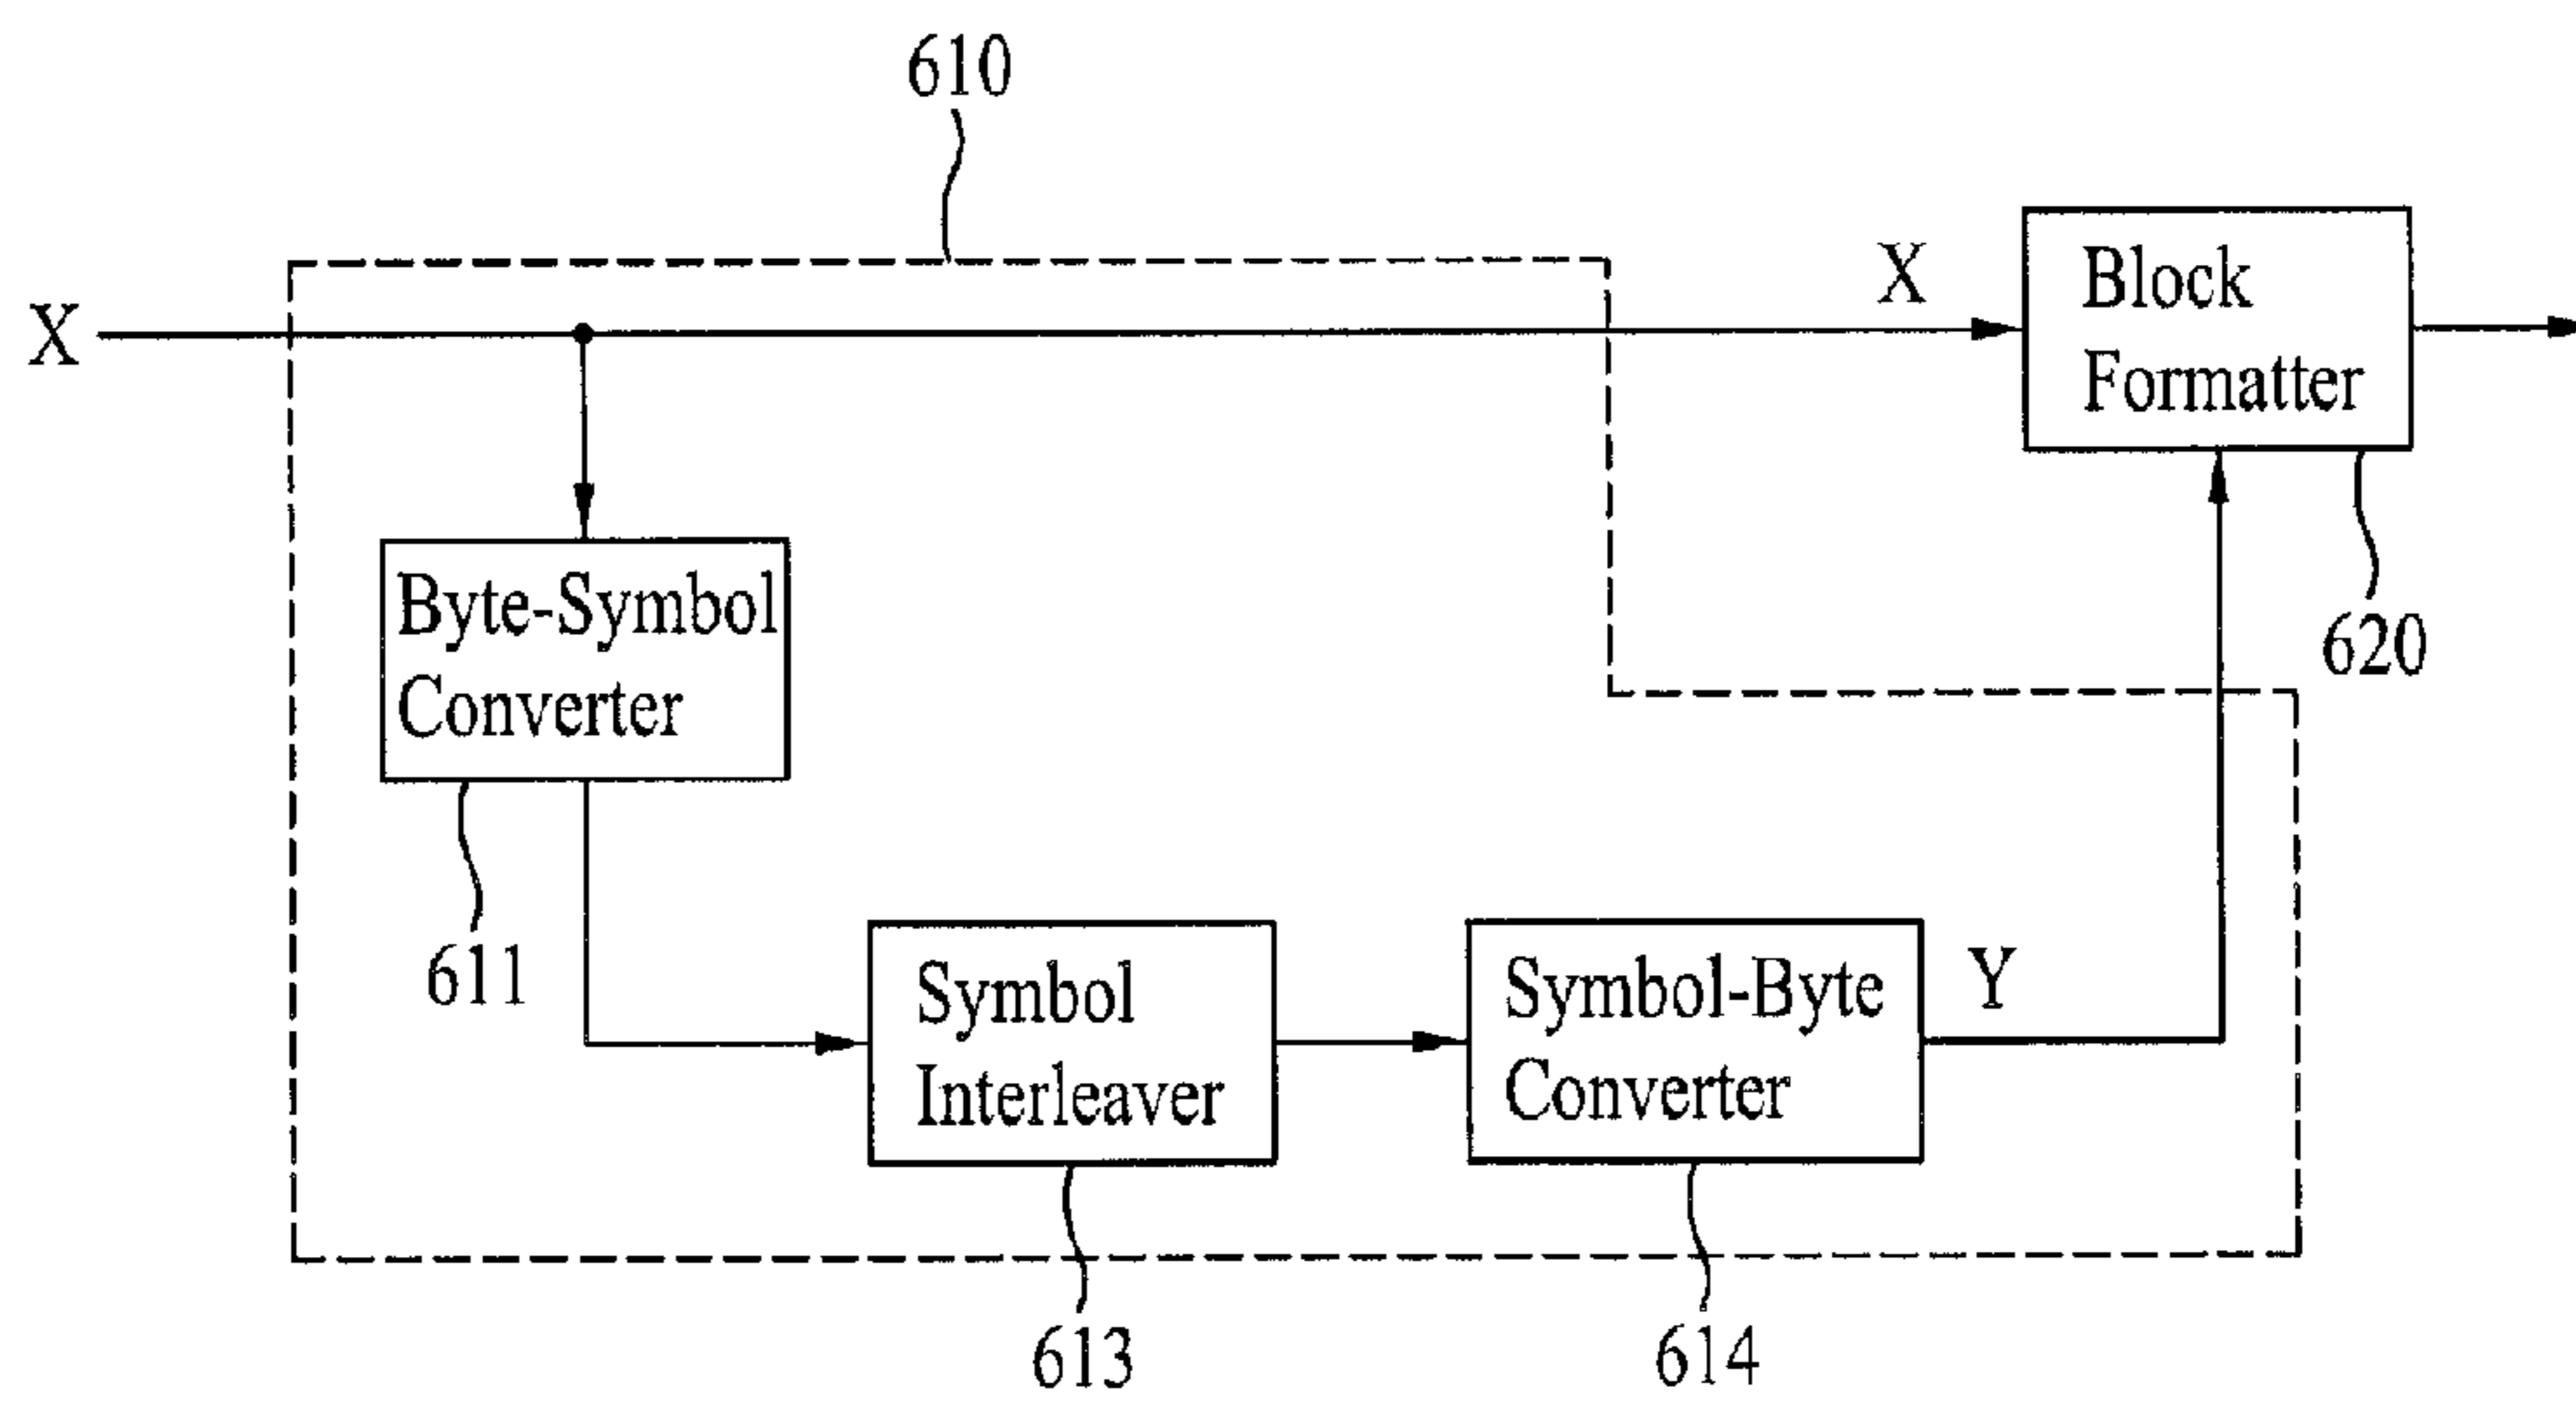 610
X
X
Block
Formatter
Byte-Symbol
Converter
620
611
Symbol
Interleaver
Symbol-Byte
Converter
Y
613
614